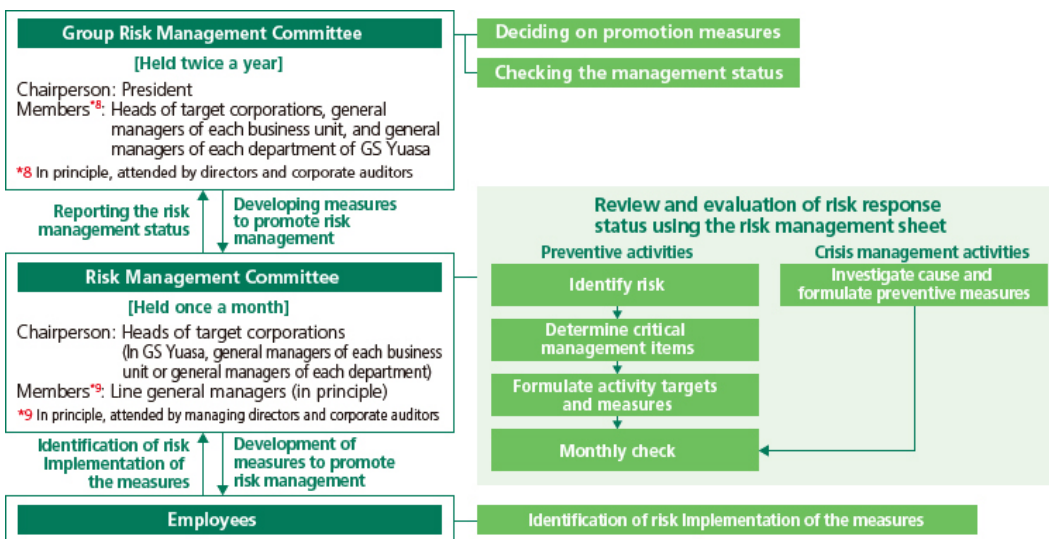 Group Risk Management Committee
[Held twice a year]
Chairperson: President
Members*8: Heads of target corporations, general
managers of each business unit, and general
managers of each department of GS Yuasa
*8 In principle, attended by directors and corporate auditors
Deciding on promotion measures
Checking the management status
Reporting the risk
management status
Developing measures
to promote risk
management
Risk Management Committee
[Held once a month]
Chairperson: Heads of target corporations
(In GS Yuasa, general managers of each business
unit or general managers of each department)
Members*9: Line general managers (in principle)
*9 In principle, attended by managing directors and corporate auditors
Review and evaluation of risk response
status using the risk management sheet
Preventive activities
Identify risk
Determine critical
management items
Formulate activity targets
and measures
Monthly check
Crisis management activities
Investigate cause and
formulate preventive measures
Identification of risk
Implementation of
the measures
Development of
measures to promote
risk management
Employees
Identification of risk Implementation of the measures